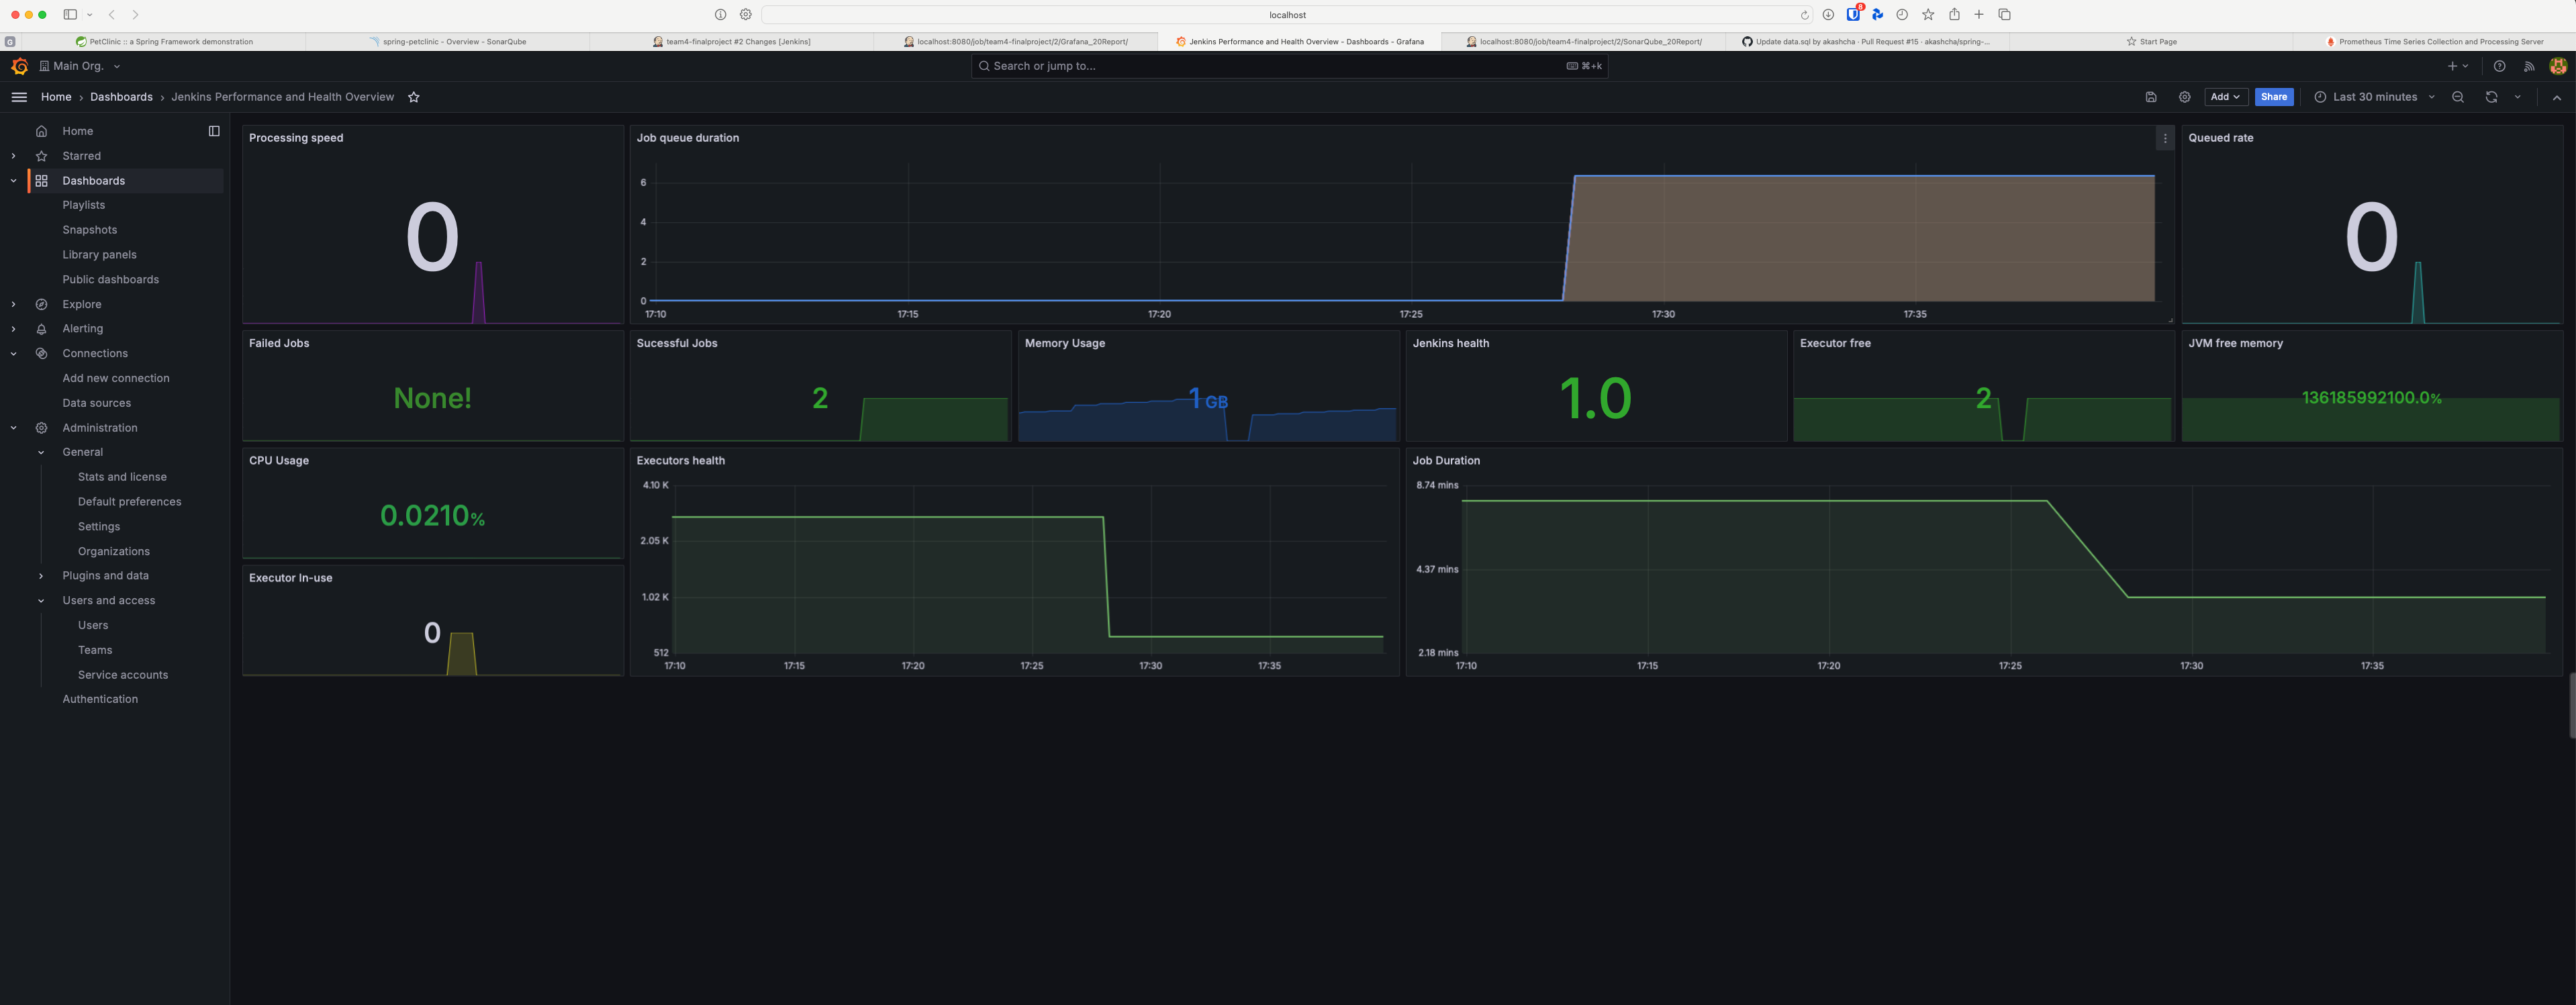 localhost
8
G
PetClinic :: a Spring Framework demonstration
spring-petclinic - Overview - SonarQube
team4-finalproject #2 Changes [Jenkins]
localhost:8080/job/team4-finalproject/2/Grafana_20Report/
Jenkins Performance and Health Overview - Dashboards - Grafana
localhost:8080/job/team4-finalproject/2/SonarQube_20Report/
Update data.sql by akashcha · Pull Request #15 · akashcha/spring-...
Start Page
Prometheus Time Series Collection and Processing Server
Main Org.
Search or jump to...
⌘+k
Home › Dashboards › Jenkins Performance and Health Overview
Add
Share
Last 30 minutes
Home
Starred
Dashboards
Playlists
Snapshots
Library panels
Public dashboards
Explore
Alerting
Connections
Add new connection
Data sources
Administration
General
Stats and license
Default preferences
Settings
Organizations
Plugins and data
Users and access
Users
Teams
Service accounts
Authentication
Processing speed
0
Job queue duration
6
4
2
0
17:10 17:15 17:20 17:25 17:30 17:35
Queued rate
0
Failed Jobs
None!
Sucessful Jobs
2
Memory Usage
1 GB
Jenkins health
1.0
Executor free
2
JVM free memory
136185992100.0%
CPU Usage
0.0210%
Executor In-use
0
Executors health
4.10 K
2.05 K
1.02 K
512
17:10 17:15 17:20 17:25 17:30 17:35
Job Duration
8.74 mins
4.37 mins
2.18 mins
17:10 17:15 17:20 17:25 17:30 17:35